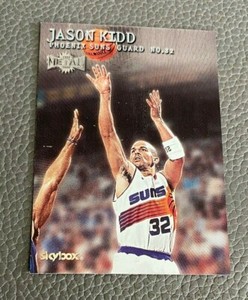 JASON KIDD
PHOENIX SUNS GUARD NO.32
METAL
SUNS
32
skybox